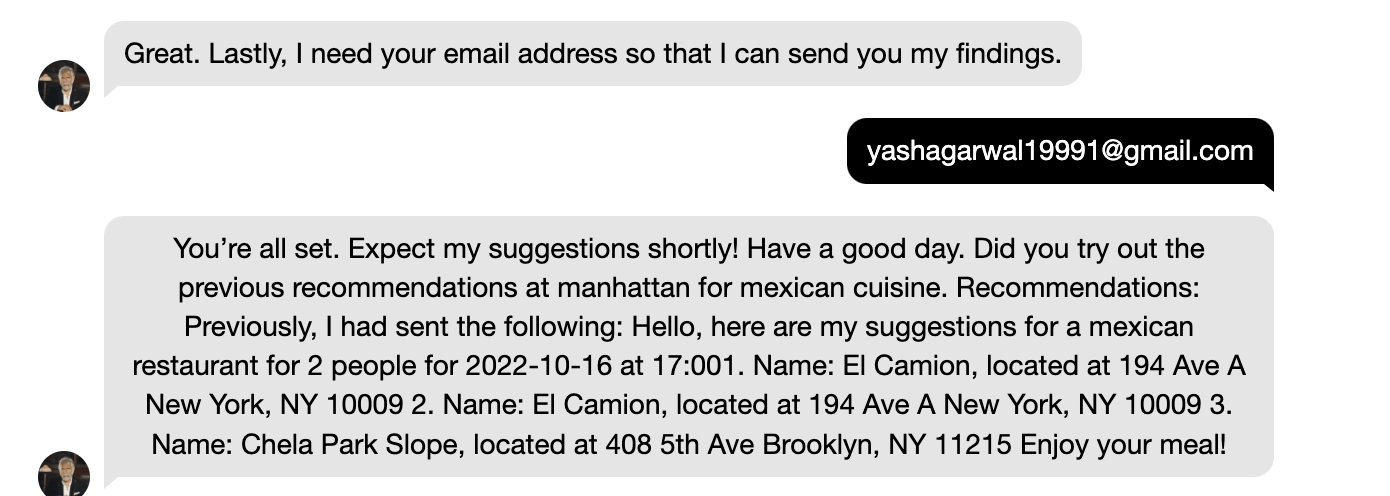 Great. Lastly, I need your email address so that I can send you my findings.
yashagarwal19991@gmail.com
You’re all set. Expect my suggestions shortly! Have a good day. Did you try out the
previous recommendations at manhattan for mexican cuisine. Recommendations:
Previously, I had sent the following: Hello, here are my suggestions for a mexican
restaurant for 2 people for 2022-10-16 at 17:001. Name: El Camion, located at 194 Ave A
New York, NY 10009 2. Name: El Camion, located at 194 Ave A New York, NY 10009 3.
Name: Chela Park Slope, located at 408 5th Ave Brooklyn, NY 11215 Enjoy your meal!